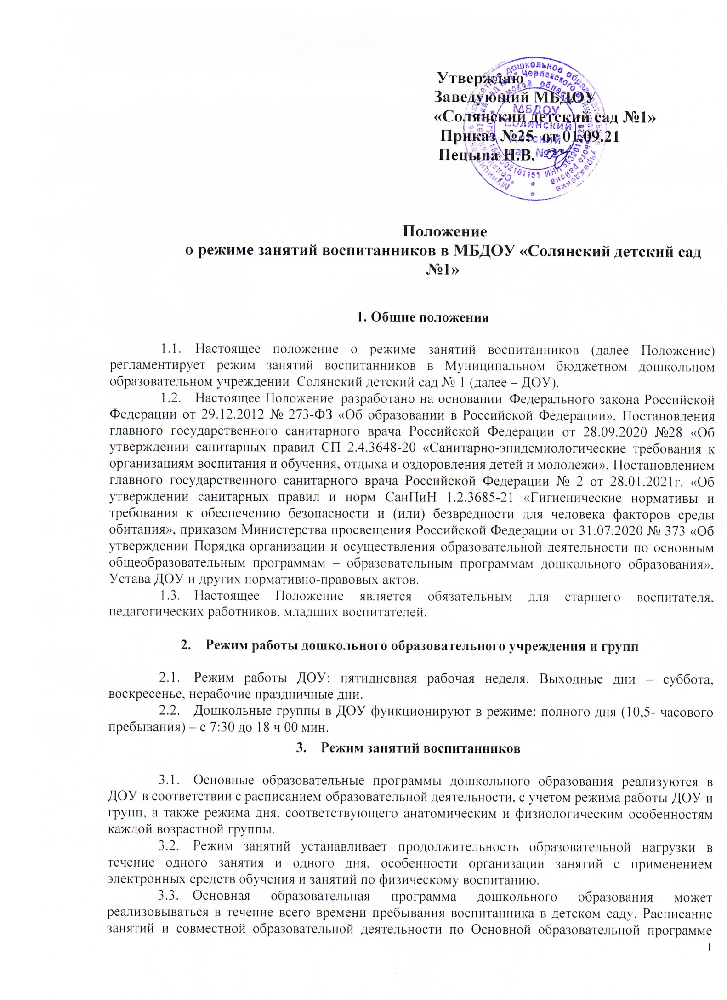 Утверждаю
Заведующий МБДОУ
«Солянский детский сад №1»
Приказ №25 от 01.09.21
Пецына Н.В.
МБДОУ
Солянский
детский
сад №1
Положение
о режиме занятий воспитанников в МБДОУ «Солянский детский сад
№1»
1. Общие положения
1.1. Настоящее положение о режиме занятий воспитанников (далее Положение)
регламентирует режим занятий воспитанников в Муниципальном бюджетном дошкольном
образовательном учреждении Солянский детский сад № 1 (далее – ДОУ).
1.2. Настоящее Положение разработано на основании Федерального закона Российской
Федерации от 29.12.2012 № 273-ФЗ «Об образовании в Российской Федерации», Постановления
главного государственного санитарного врача Российской Федерации от 28.09.2020 №28 «Об
утверждении санитарных правил СП 2.4.3648-20 «Санитарно-эпидемиологические требования к
организациям воспитания и обучения, отдыха и оздоровления детей и молодежи», Постановлением
главного государственного санитарного врача Российской Федерации № 2 от 28.01.2021г. «Об
утверждении санитарных правил и норм СанПиН 1.2.3685-21 «Гигиенические нормативы и
требования к обеспечению безопасности и (или) безвредности для человека факторов среды
обитания», приказом Министерства просвещения Российской Федерации от 31.07.2020 № 373 «Об
утверждении Порядка организации и осуществления образовательной деятельности по основным
общеобразовательным программам – образовательным программам дошкольного образования»,
Устава ДОУ и других нормативно-правовых актов.
1.3. Настоящее Положение является обязательным для старшего воспитателя,
педагогических работников, младших воспитателей.
2. Режим работы дошкольного образовательного учреждения и групп
2.1. Режим работы ДОУ: пятидневная рабочая неделя. Выходные дни – суббота,
воскресенье, нерабочие праздничные дни.
2.2. Дошкольные группы в ДОУ функционируют в режиме: полного дня (10,5- часового
пребывания) – с 7:30 до 18 ч 00 мин.
3. Режим занятий воспитанников
3.1. Основные образовательные программы дошкольного образования реализуются в
ДОУ в соответствии с расписанием образовательной деятельности, с учетом режима работы ДОУ и
групп, а также режима дня, соответствующего анатомическим и физиологическим особенностям
каждой возрастной группы.
3.2. Режим занятий устанавливает продолжительность образовательной нагрузки в
течение одного занятия и одного дня, особенности организации занятий с применением
электронных средств обучения и занятий по физическому воспитанию.
3.3. Основная образовательная программа дошкольного образования может
реализовываться в течение всего времени пребывания воспитанника в детском саду. Расписание
занятий и совместной образовательной деятельности по Основной образовательной программе
1